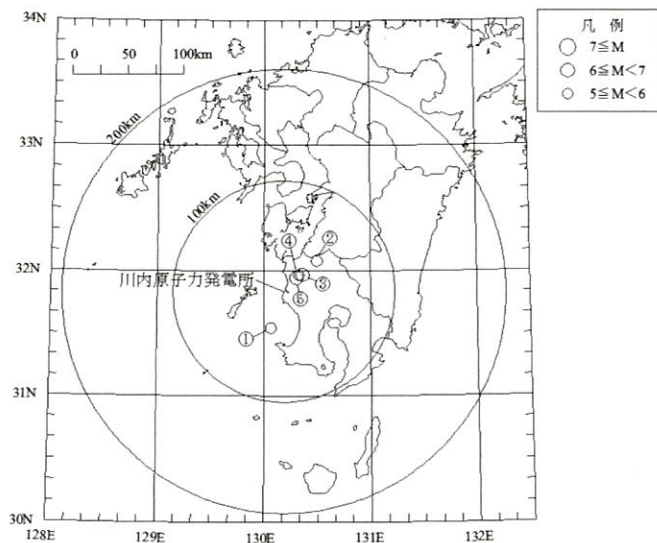 34N
0 50 100km
凡 例
7≦M
6≦M<7
5≦M<6
33N
200km
100km
④
②
32N
川内原子力発電所
③
⑤
①
31N
30N
128E
129E
130E
131E
132E